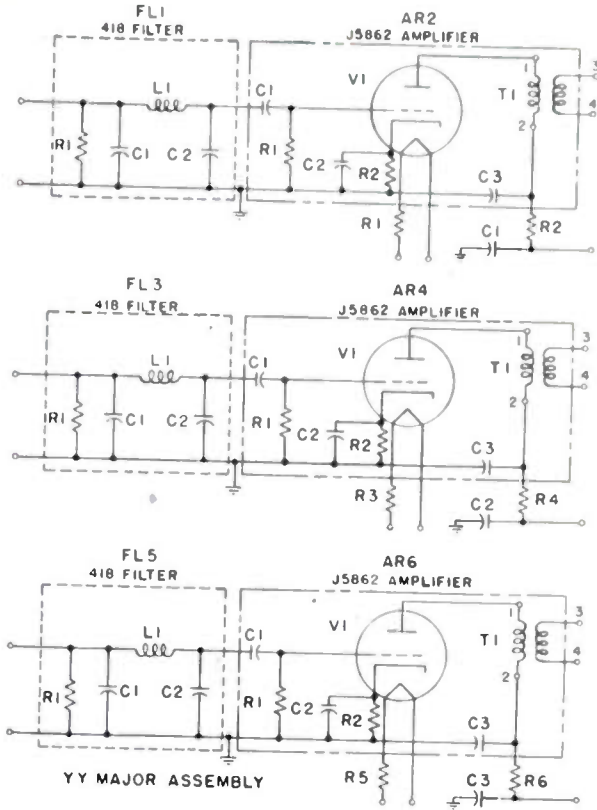 FL1
418 FILTER
AR2
J5862 AMPLIFIER
L1
C1
V1
1
T1
3
4
2
R1
C1
C2
R1
C2
R2
C3
R1
C1
R2
FL3
418 FILTER
AR4
J5862 AMPLIFIER
L1
C1
V1
1
T1
3
4
2
R1
C1
C2
R1
C2
R2
C3
R3
C2
R4
FL5
418 FILTER
AR6
J5862 AMPLIFIER
L1
C1
V1
1
T1
3
4
2
R1
C1
C2
R1
C2
R2
C3
R5
C3
R6
YY MAJOR ASSEMBLY